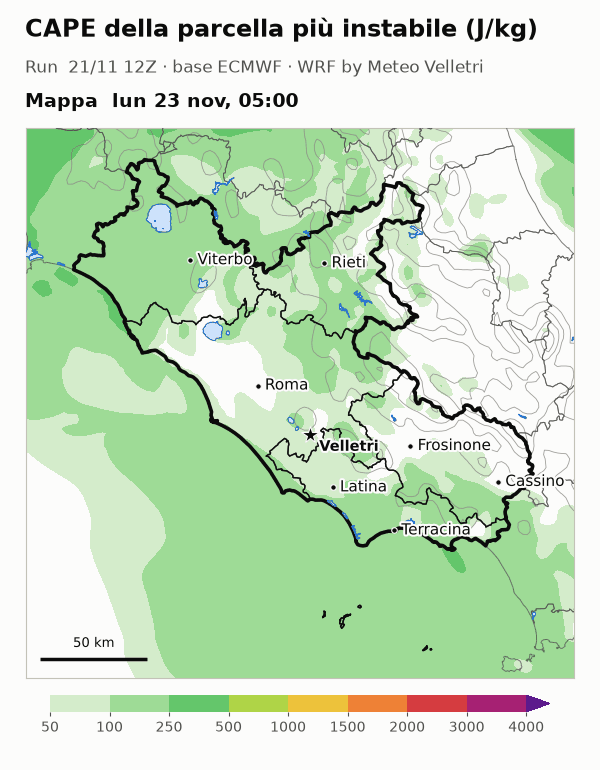 CAPE della parcella più instabile (J/kg)
Run  21/11 12Z · base ECMWF · WRF by Meteo Velletri
Mappa  lun 23 nov, 05:00
Viterbo
Rieti
Roma
Velletri
Frosinone
Latina
Cassino
Terracina
50 km
50 100 250 500 1000 1500 2000 3000 4000